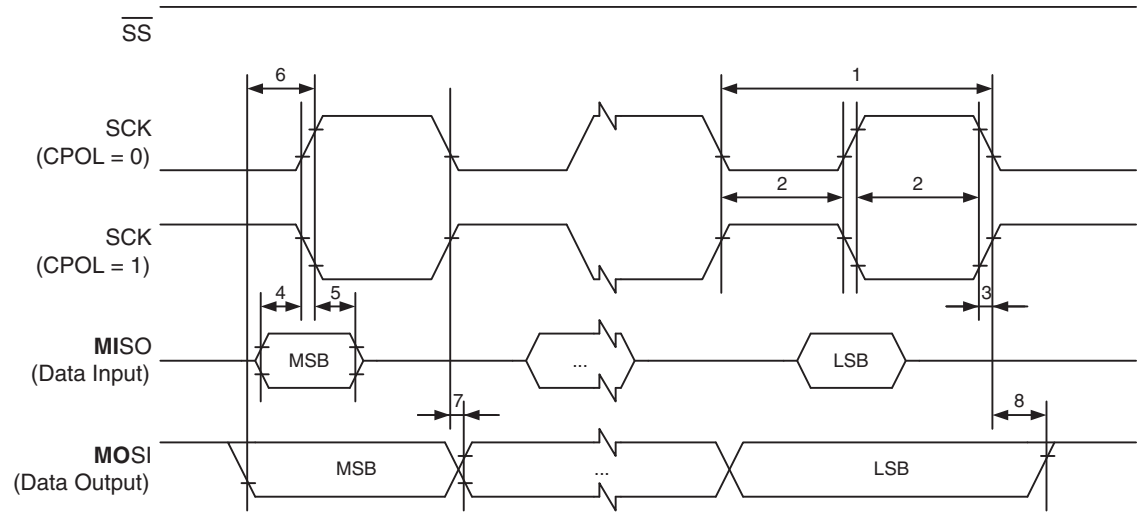 SS
6
1
SCK
(CPOL = 0)
2
2
SCK
(CPOL = 1)
4
5
3
MISO
(Data Input)
MSB
...
LSB
7
8
MOSI
(Data Output)
MSB
...
LSB